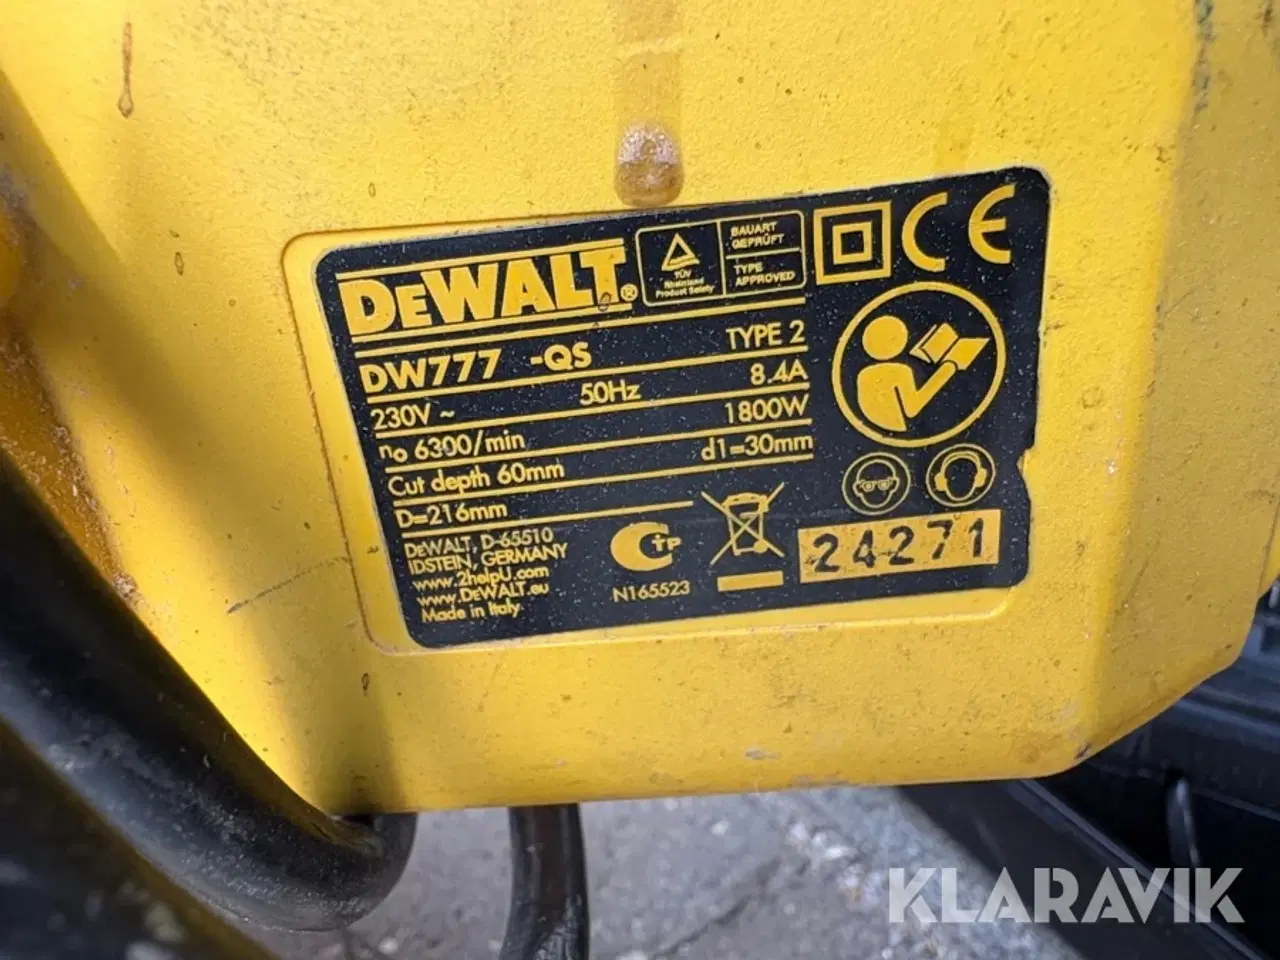 DEWALT®
TÜV
Rheinland
Product Safety
BAUART
GEPRÜFT
TYPE
APPROVED
CE
DW777 -QS TYPE 2
230V ~ 50Hz 8.4A
no 6300/min 1800W
Cut depth 60mm d1=30mm
D=216mm
DEWALT, D-65510
IDSTEIN, GERMANY
www.2helpU.com
www.DEWALT.eu
Made in Italy
CTP
N165523
24271
KLARAVIK